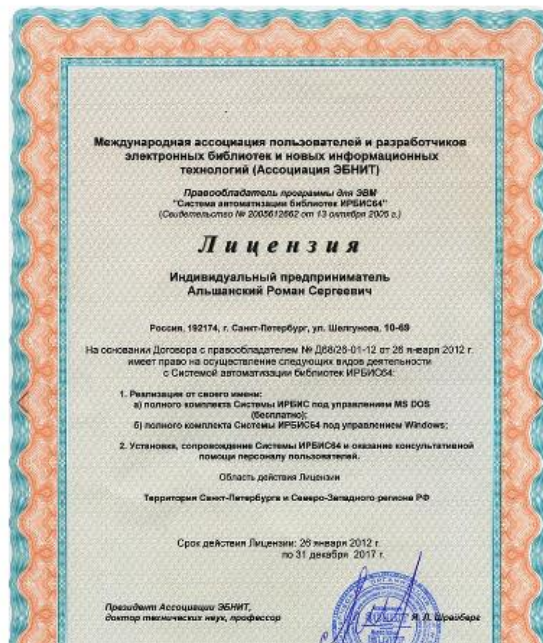 Международная ассоциация пользователей и разработчиков
электронных библиотек и новых информационных
технологий (Ассоциация ЭБНИТ)
Правообладатель программы для ЭВМ
"Система автоматизации библиотек ИРБИС64"
(Свидетельство № 2005612662 от 13 октября 2005 г.)
Лицензия
Индивидуальный предприниматель
Альшанский Роман Сергеевич
Россия, 192174, г. Санкт-Петербург, ул. Шелгунова, 10-69
На основании Договора с правообладателем № Д68/26-01-12 от 26 января 2012 г.
имеет право на осуществление следующих видов деятельности
с Системой автоматизации библиотек ИРБИС64:
1. Реализация от своего имени:
а) полного комплекта Системы ИРБИС под управлением MS DOS
(бесплатно);
б) полного комплекта Системы ИРБИС64 под управлением Windows;
2. Установка, сопровождение Системы ИРБИС64 и оказание консультативной
помощи персоналу пользователей.
Область действия Лицензии
Территория Санкт-Петербурга и Северо-Западного региона РФ
Срок действия Лицензии: 26 января 2012 г.
по 31 декабря 2017 г.
Президент Ассоциации ЭБНИТ,
доктор технических наук, профессор
Я. Л. Шрайберг